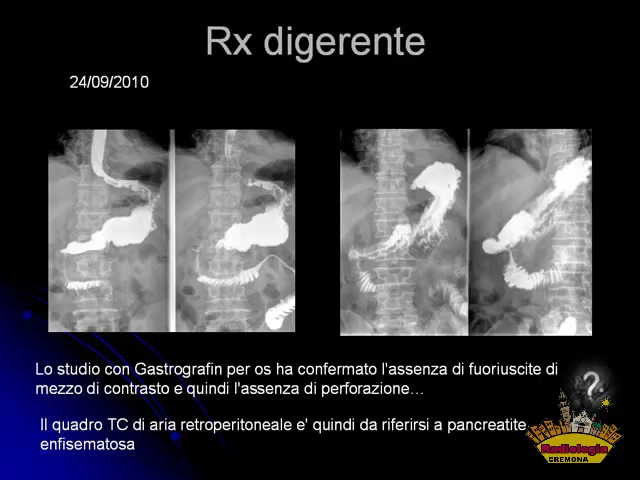 Rx digerente
24/09/2010
Lo studio con Gastrografin per os ha confermato l'assenza di fuoriuscite di
mezzo di contrasto e quindi l'assenza di perforazione…
Il quadro TC di aria retroperitoneale e' quindi da riferirsi a pancreatite
enfisematosa
?
Radiologia
CREMONA